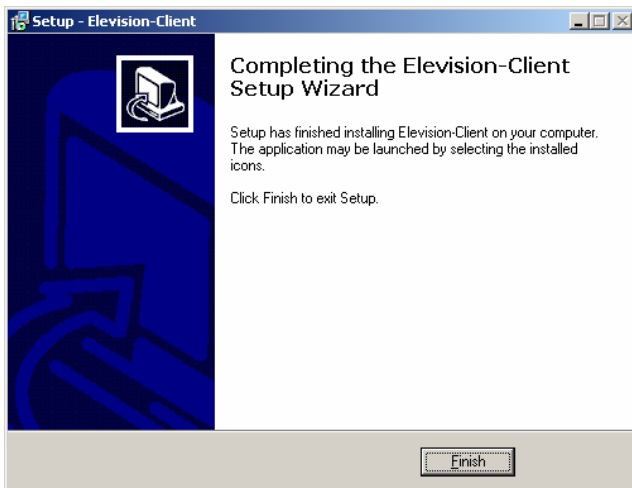 Setup - Elevision-Client
Completing the Elevision-Client
Setup Wizard
Setup has finished installing Elevision-Client on your computer.
The application may be launched by selecting the installed
icons.
Click Finish to exit Setup.
Finish